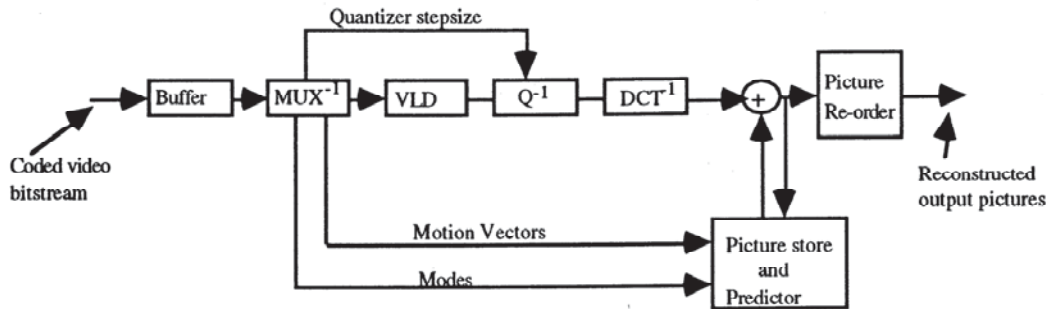 Quantizer stepsize
Buffer
MUX⁻¹
VLD
Q⁻¹
DCT⁻¹
+
Picture
Re-order
Coded video
bitstream
Reconstructed
output pictures
Motion Vectors
Modes
Picture store
and
Predictor